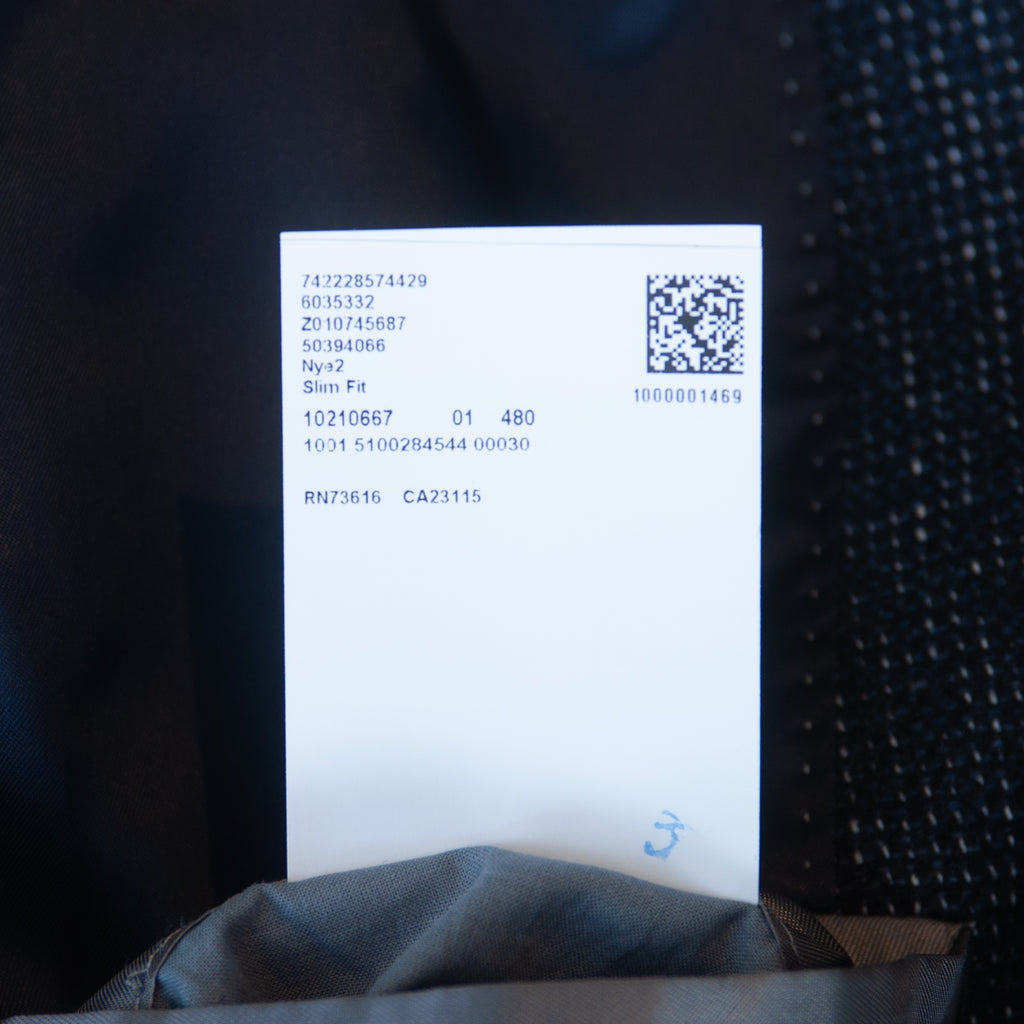 742228574429
6035332
Z010745687
50394066
Nye2
Slim Fit
1000001469
10210667 01 480
1001 5100284544 00030
RN73616 CA23115